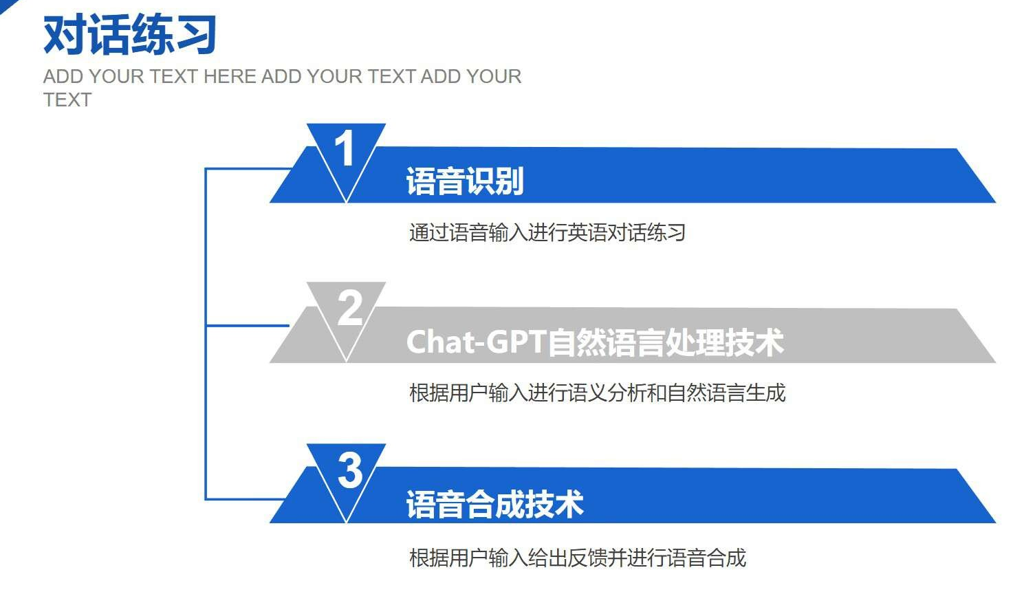 对话练习
ADD YOUR TEXT HERE ADD YOUR TEXT ADD YOUR
TEXT
1
语音识别
通过语音输入进行英语对话练习
2
Chat-GPT自然语言处理技术
根据用户输入进行语义分析和自然语言生成
3
语音合成技术
根据用户输入给出反馈并进行语音合成